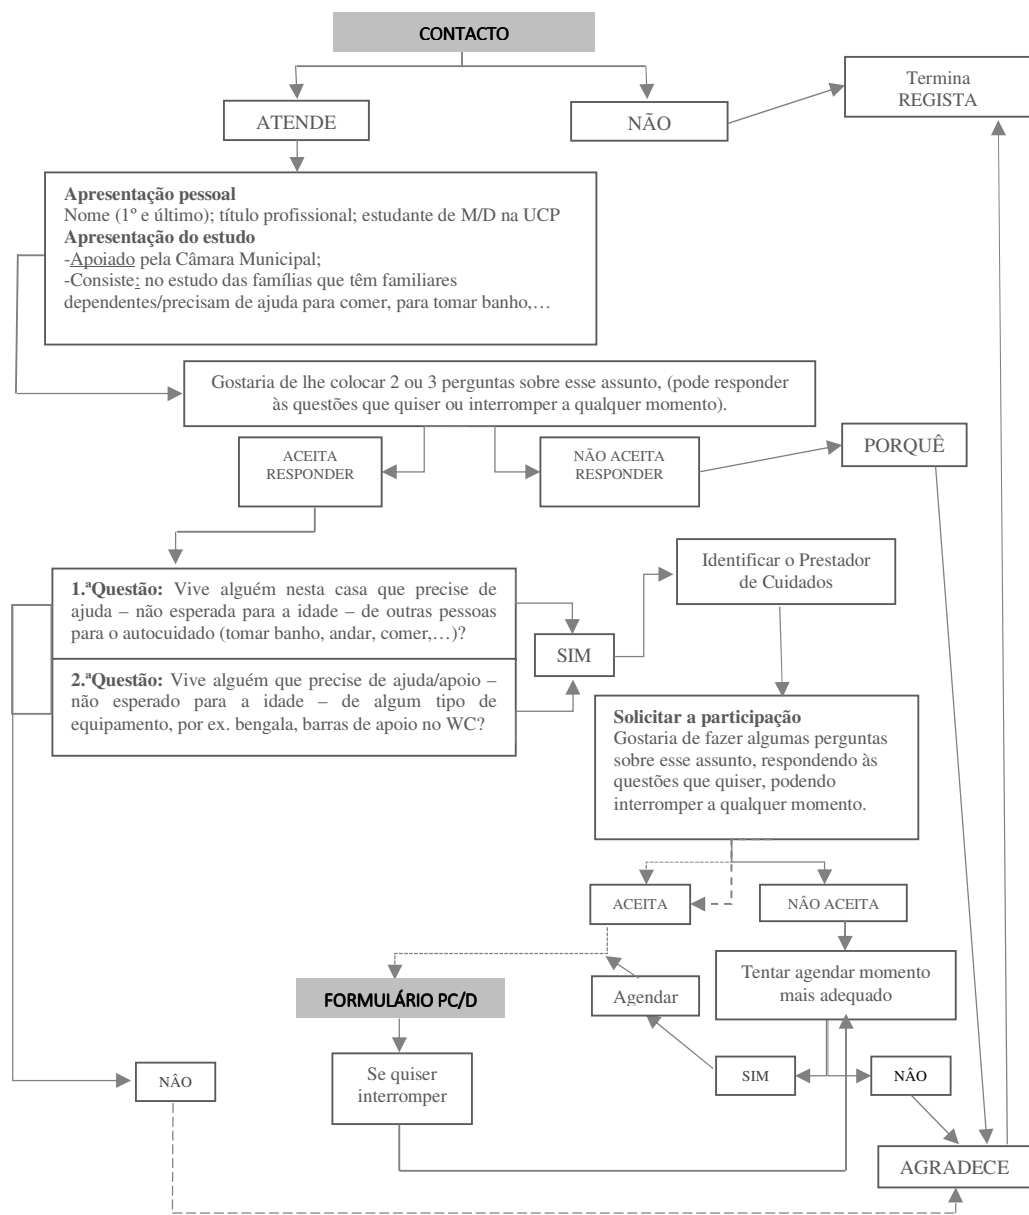 CONTACTO
Termina
REGISTA
ATENDE
NÃO
Apresentação pessoal
Nome (1º e último); título profissional; estudante de M/D na UCP
Apresentação do estudo
-Apoiado pela Câmara Municipal;
-Consiste: no estudo das famílias que têm familiares
dependentes/precisam de ajuda para comer, para tomar banho,…
Gostaria de lhe colocar 2 ou 3 perguntas sobre esse assunto, (pode responder
às questões que quiser ou interromper a qualquer momento).
ACEITA
RESPONDER
NÃO ACEITA
RESPONDER
PORQUÊ
1.ªQuestão: Vive alguém nesta casa que precise de
ajuda – não esperada para a idade – de outras pessoas
para o autocuidado (tomar banho, andar, comer,…)?
2.ªQuestão: Vive alguém que precise de ajuda/apoio –
não esperado para a idade – de algum tipo de
equipamento, por ex. bengala, barras de apoio no WC?
SIM
Identificar o Prestador
de Cuidados
Solicitar a participação
Gostaria de fazer algumas perguntas
sobre esse assunto, respondendo às
questões que quiser, podendo
interromper a qualquer momento.
ACEITA
NÂO ACEITA
Tentar agendar momento
mais adequado
Agendar
FORMULÁRIO PC/D
Se quiser
interromper
SIM
NÂO
NÂO
AGRADECE